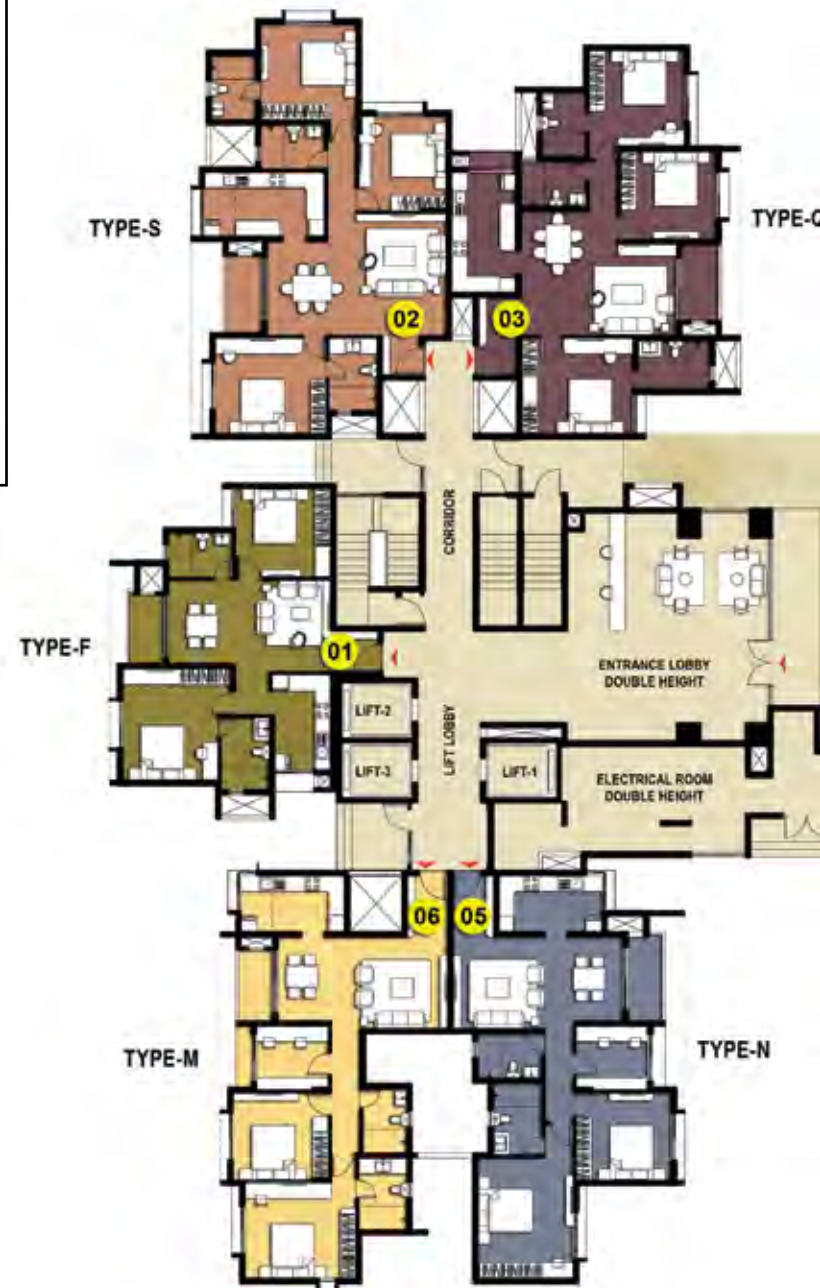 TYPE-S
02
03
CORRIDOR
TYPE-F
01
ENTRANCE LOBBY
DOUBLE HEIGHT
LIFT-2
LIFT-3
LIFT LOBBY
LIFT-1
ELECTRICAL ROOM
DOUBLE HEIGHT
06
05
TYPE-M
TYPE-N